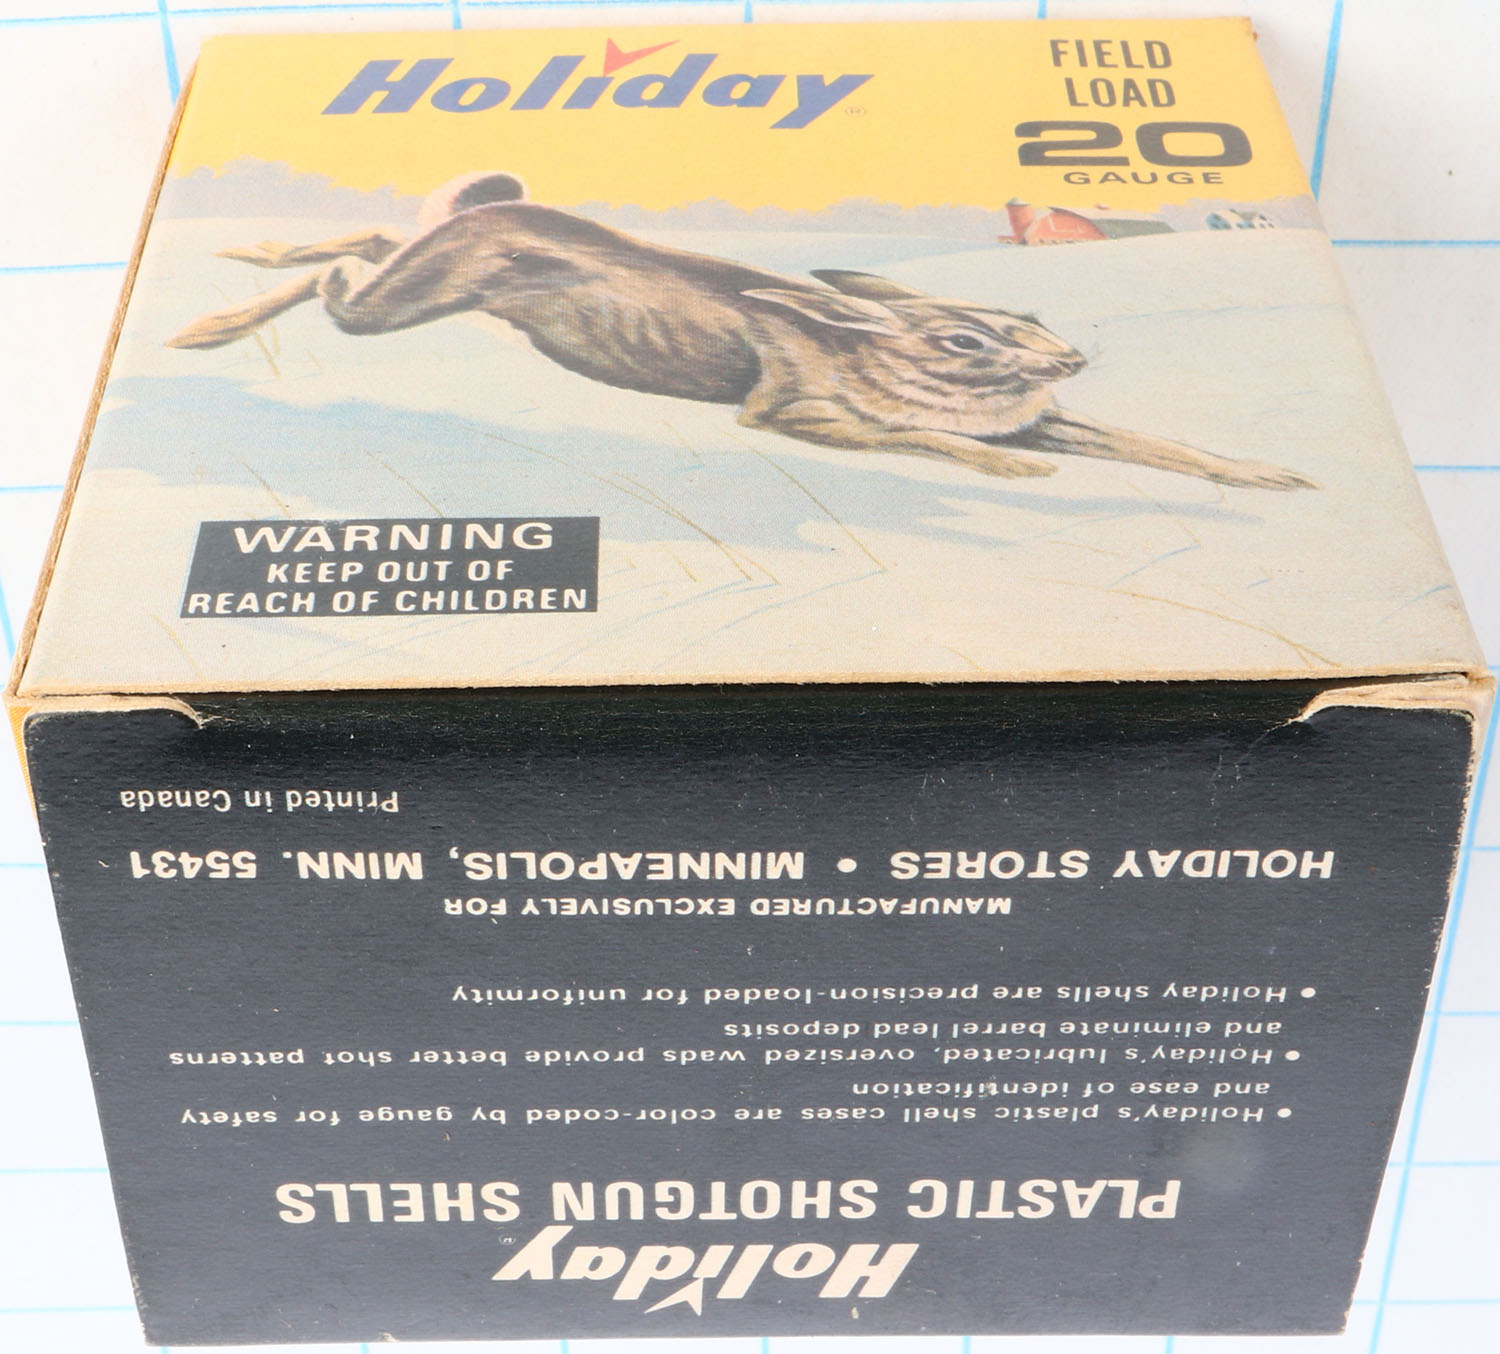 Holiday®
FIELD
LOAD
20
GAUGE
WARNING
KEEP OUT OF
REACH OF CHILDREN
Holiday
PLASTIC SHOTGUN SHELLS
• Holiday's plastic shell cases are color-coded by gauge for safety
and ease of identification
• Holiday's lubricated, oversized wads provide better shot patterns
and eliminate barrel lead deposits
• Holiday shells are precision-loaded for uniformity
MANUFACTURED EXCLUSIVELY FOR
HOLIDAY STORES • MINNEAPOLIS, MINN. 55431
Printed in Canada